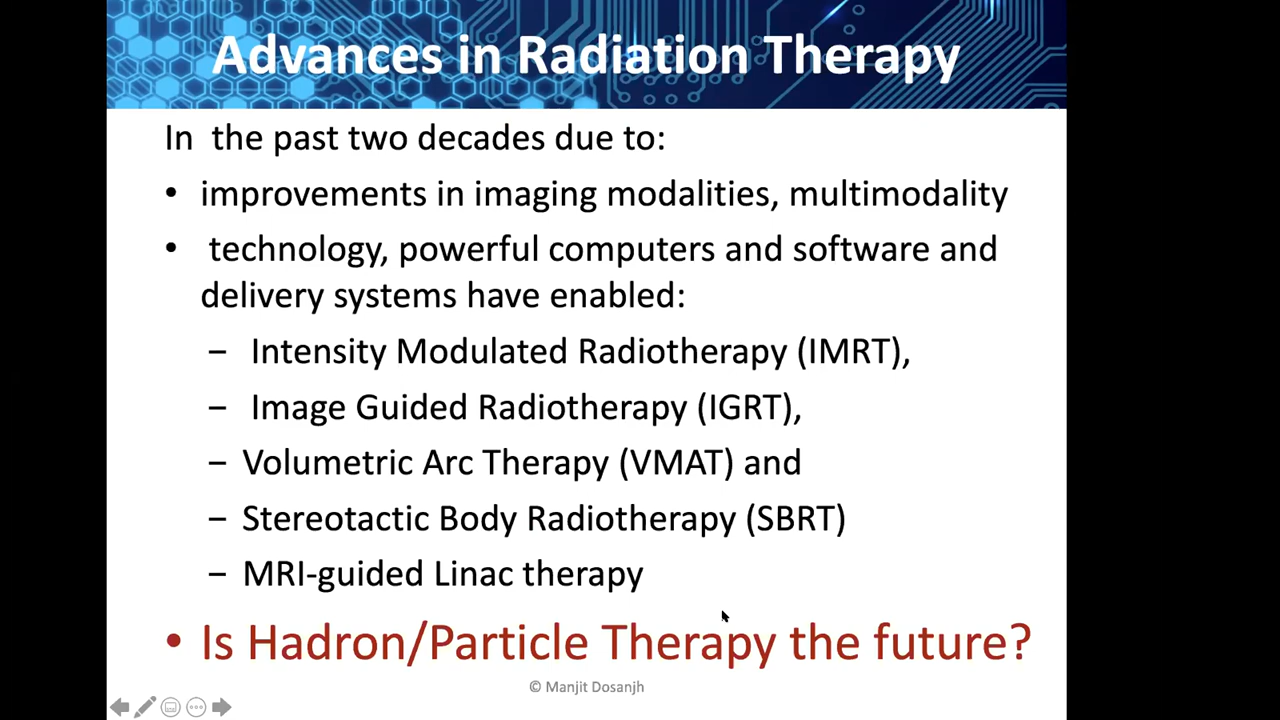 Advances in Radiation Therapy
In the past two decades due to:
• improvements in imaging modalities, multimodality
• technology, powerful computers and software and
delivery systems have enabled:
– Intensity Modulated Radiotherapy (IMRT),
– Image Guided Radiotherapy (IGRT),
– Volumetric Arc Therapy (VMAT) and
– Stereotactic Body Radiotherapy (SBRT)
– MRI-guided Linac therapy
• Is Hadron/Particle Therapy the future?
© Manjit Dosanjh